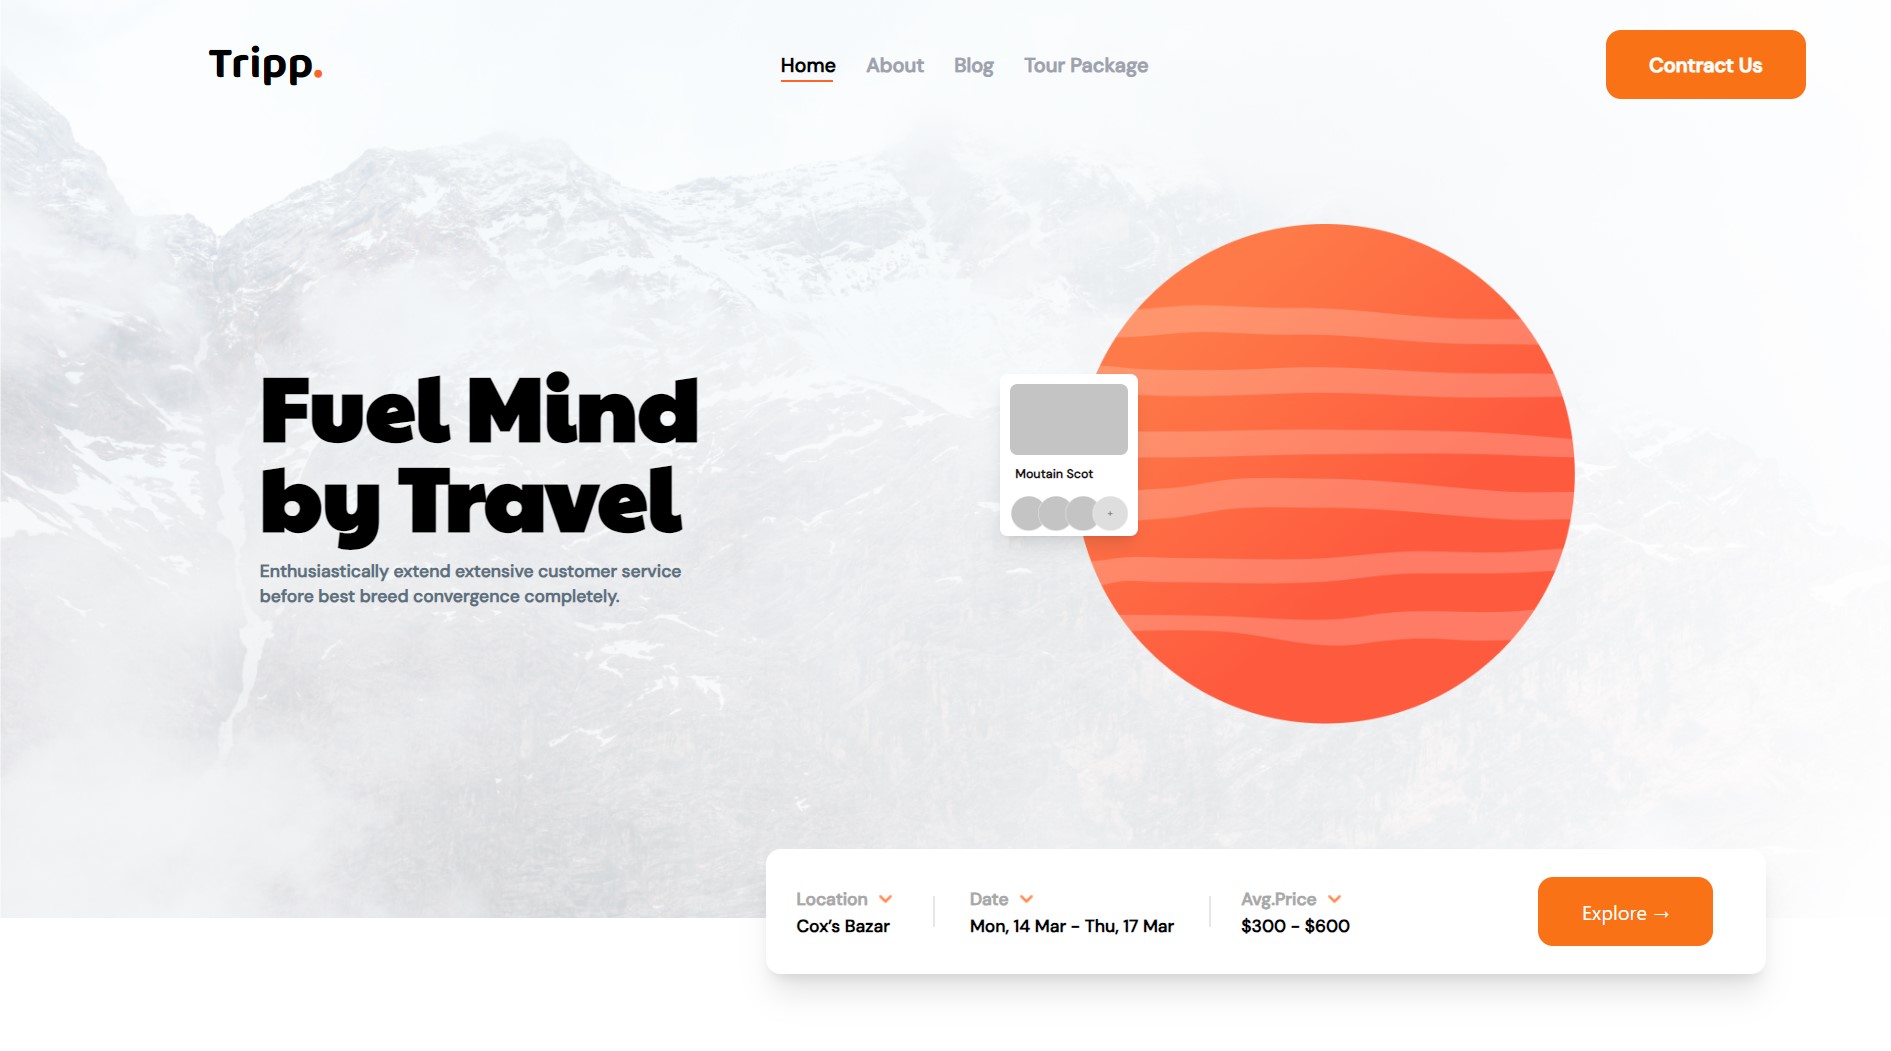 Tripp.
Home About Blog Tour Package
Contract Us
Fuel Mind
by Travel
Enthusiastically extend extensive customer service
before best breed convergence completely.
Moutain Scot
+
Location
Cox’s Bazar
Date
Mon, 14 Mar - Thu, 17 Mar
Avg.Price
$300 - $600
Explore →